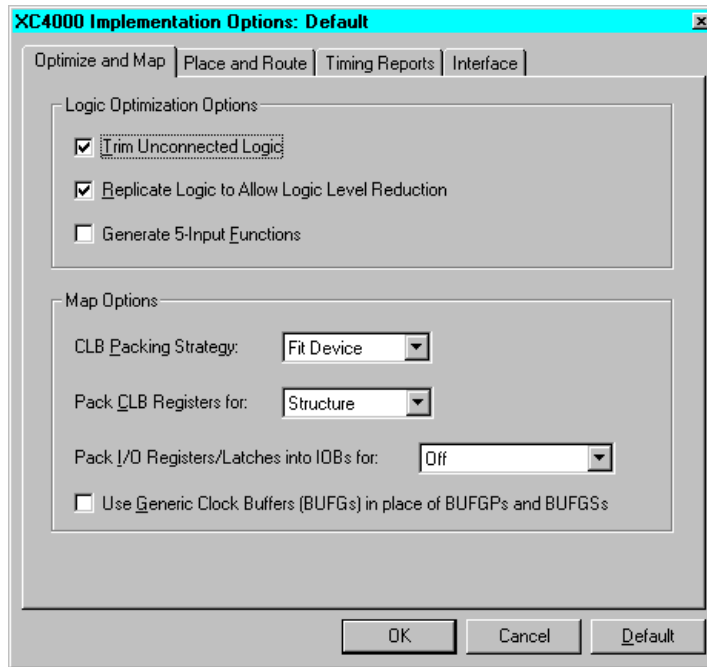 XC4000 Implementation Options: Default
Optimize and Map Place and Route Timing Reports Interface
Logic Optimization Options
Trim Unconnected Logic
Replicate Logic to Allow Logic Level Reduction
Generate 5-Input Functions
Map Options
CLB Packing Strategy: Fit Device
Pack CLB Registers for: Structure
Pack I/O Registers/Latches into IOBs for: Off
Use Generic Clock Buffers (BUFGs) in place of BUFGPs and BUFGSs
OK Cancel Default